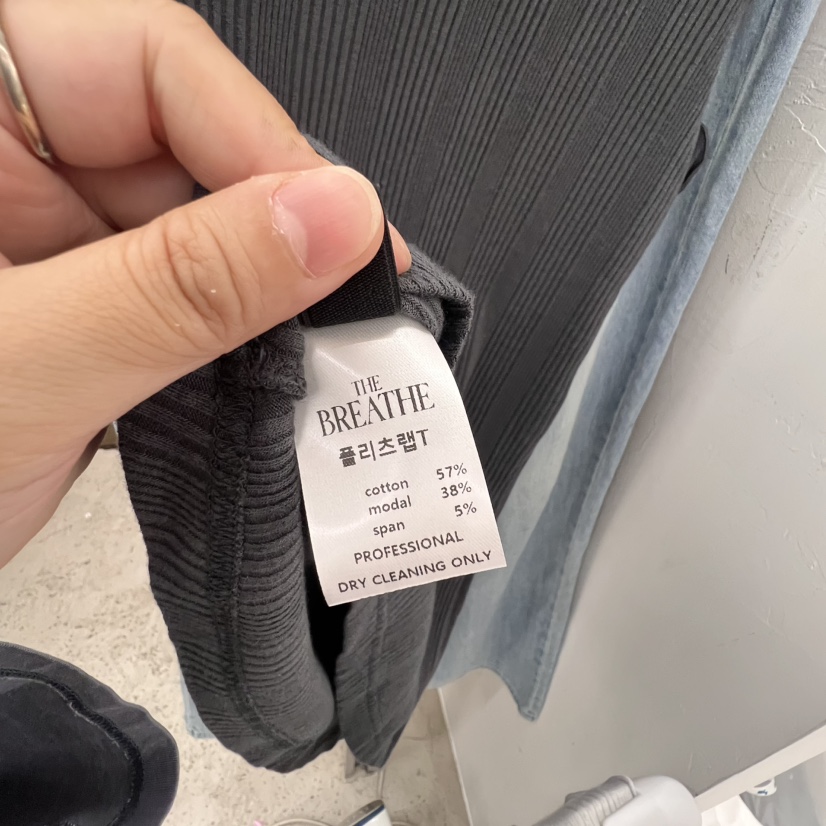 THE
BREATHE
플리츠랩T
cotton 57%
modal 38%
span 5%
PROFESSIONAL
DRY CLEANING ONLY